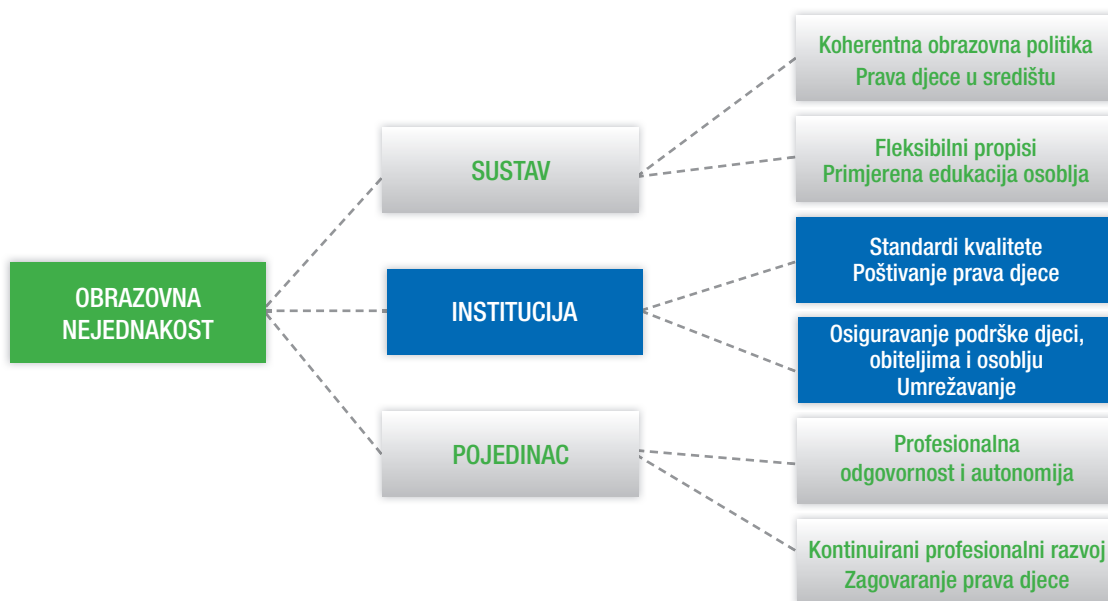 OBRAZOVNA
NEJEDNAKOST
SUSTAV
INSTITUCIJA
POJEDINAC
Koherentna obrazovna politika
Prava djece u središtu
Fleksibilni propisi
Primjerena edukacija osoblja
Standardi kvalitete
Poštivanje prava djece
Osiguravanje podrške djeci,
obiteljima i osoblju
Umrežavanje
Profesionalna
odgovornost i autonomija
Kontinuirani profesionalni razvoj
Zagovaranje prava djece